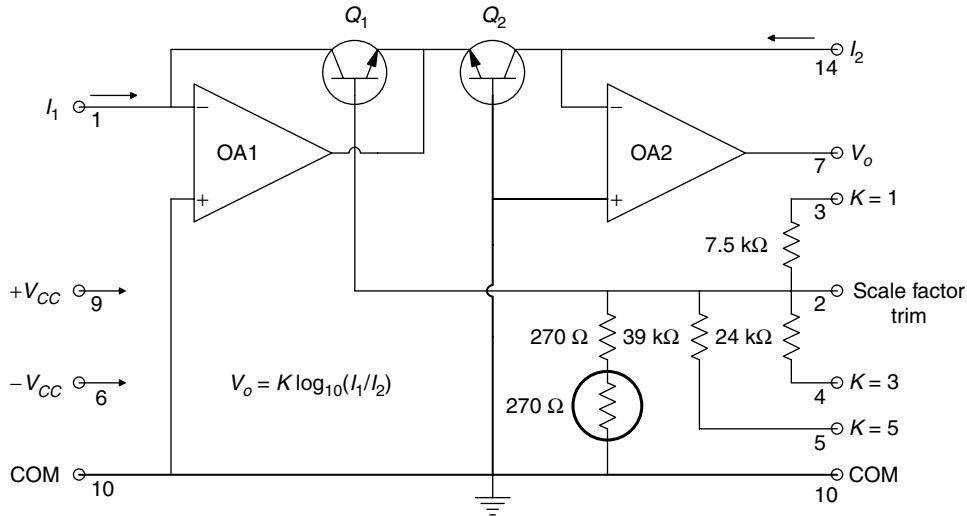 Q1
Q2
I1
1
OA1
−
+
OA2
−
+
I2
14
Vo
7
K = 1
3
7.5 kΩ
+VCC
9
Scale factor
trim
2
270 Ω
39 kΩ
24 kΩ
−VCC
6
Vo = K log10(I1/I2)
270 Ω
K = 3
4
K = 5
5
COM
10
COM
10